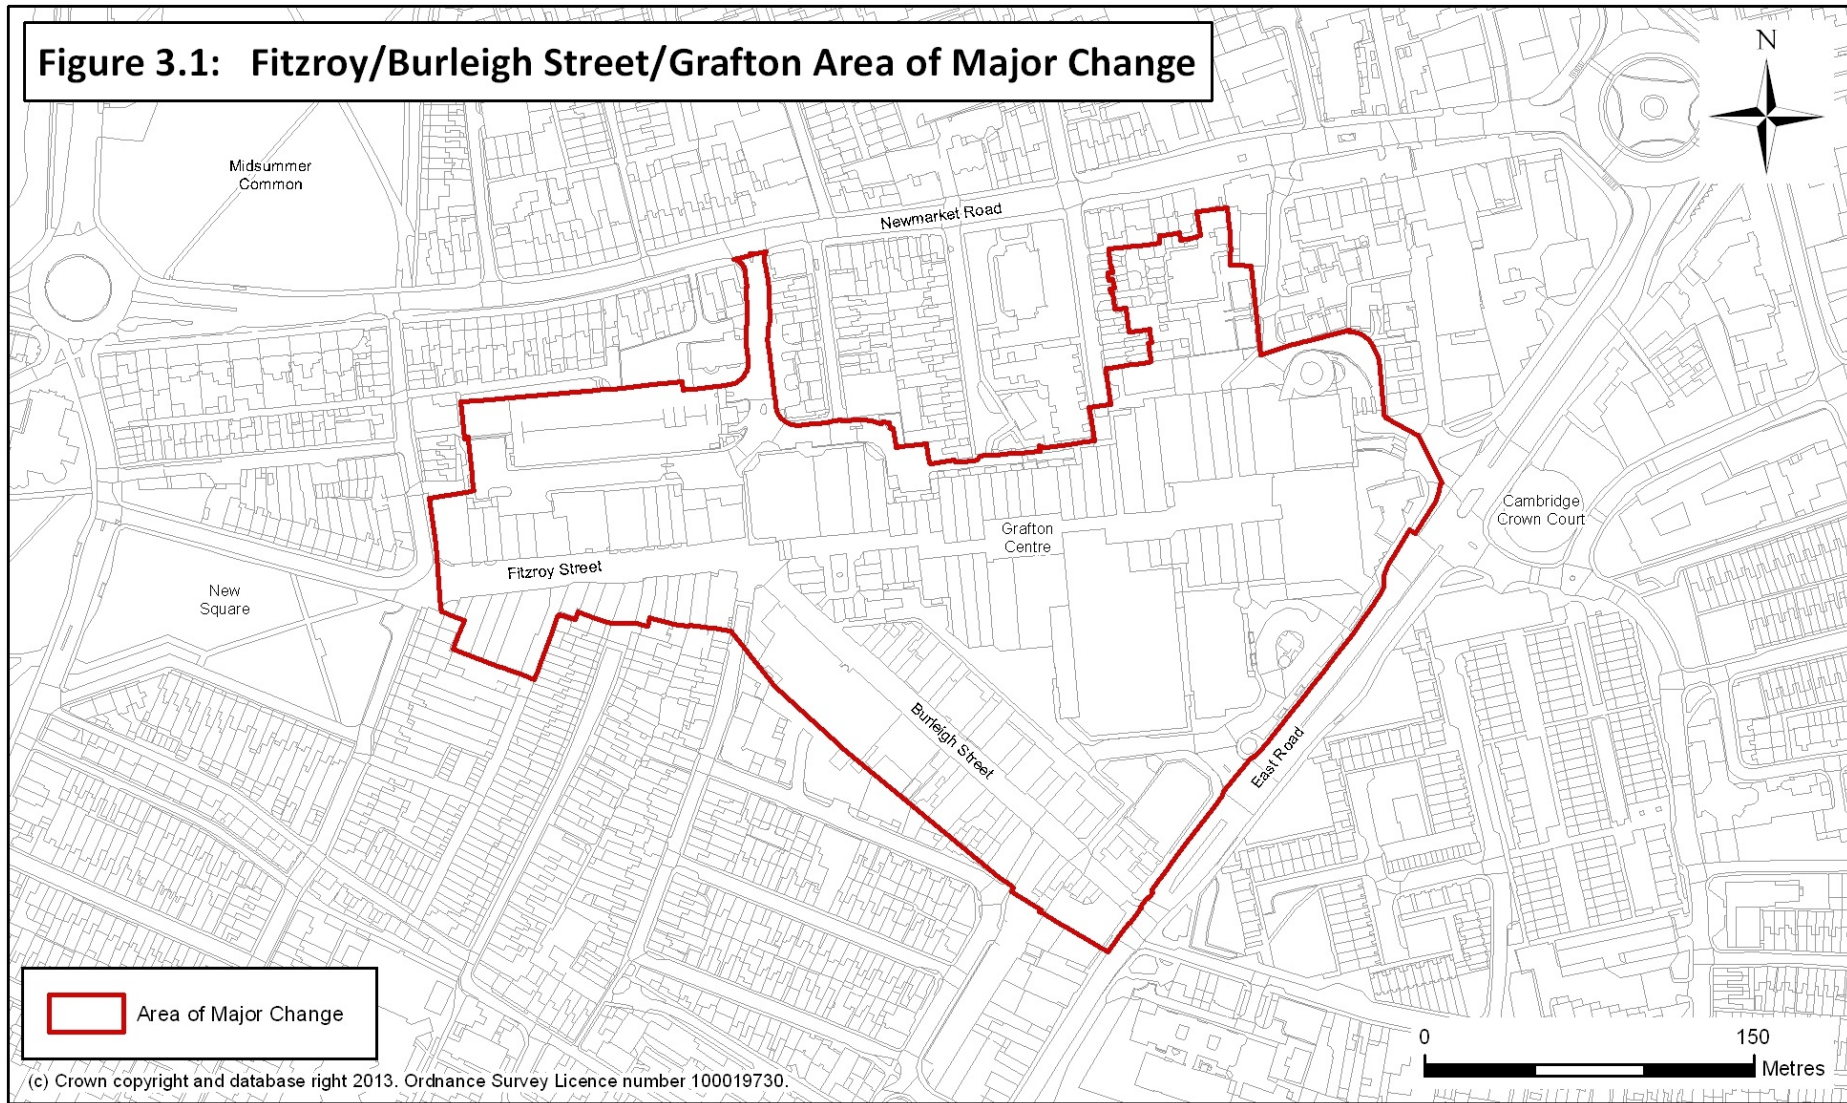 Figure 3.1: Fitzroy/Burleigh Street/Grafton Area of Major Change
N
Midsummer
Common
Newmarket Road
Cambridge
Crown Court
Grafton
Centre
Fitzroy Street
New
Square
Burleigh Street
East Road
Area of Major Change
0 150
Metres
(c) Crown copyright and database right 2013. Ordnance Survey Licence number 100019730.